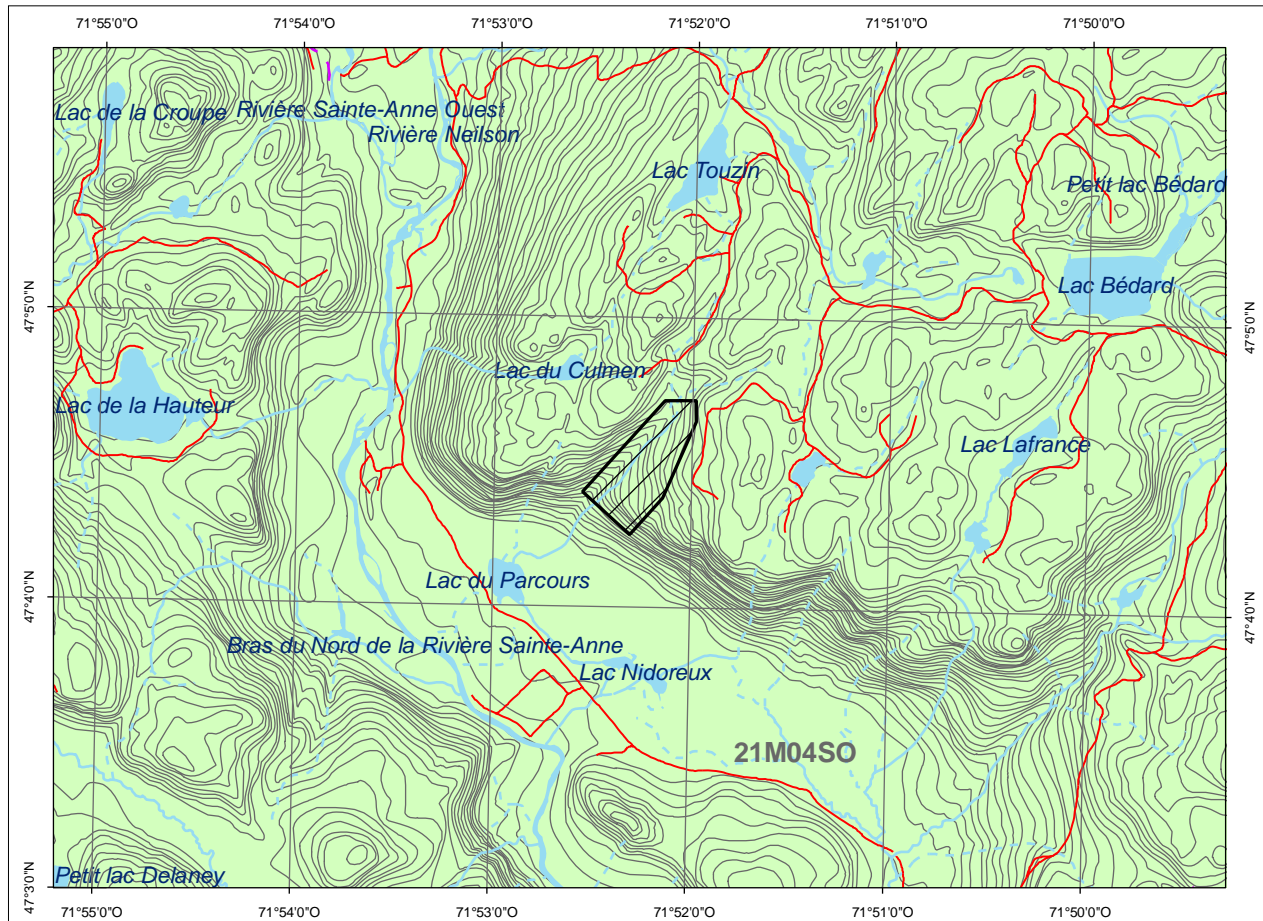 71°55'0"O 71°54'0"O 71°53'0"O 71°52'0"O 71°51'0"O 71°50'0"O
Lac de la Croupe
Rivière Sainte-Anne Ouest
Rivière Neilson
Lac Touzin
Petit lac Bédard
Lac Bédard
47°5'0"N
47°5'0"N
Lac du Culmen
Lac de la Hauteur
Lac Lafrance
Lac du Parcours
47°4'0"N
47°4'0"N
Bras du Nord de la Rivière Sainte-Anne
Lac Nidoreux
21M04SO
Petit lac Delaney
47°3'0"N
71°55'0"O 71°54'0"O 71°53'0"O 71°52'0"O 71°51'0"O 71°50'0"O